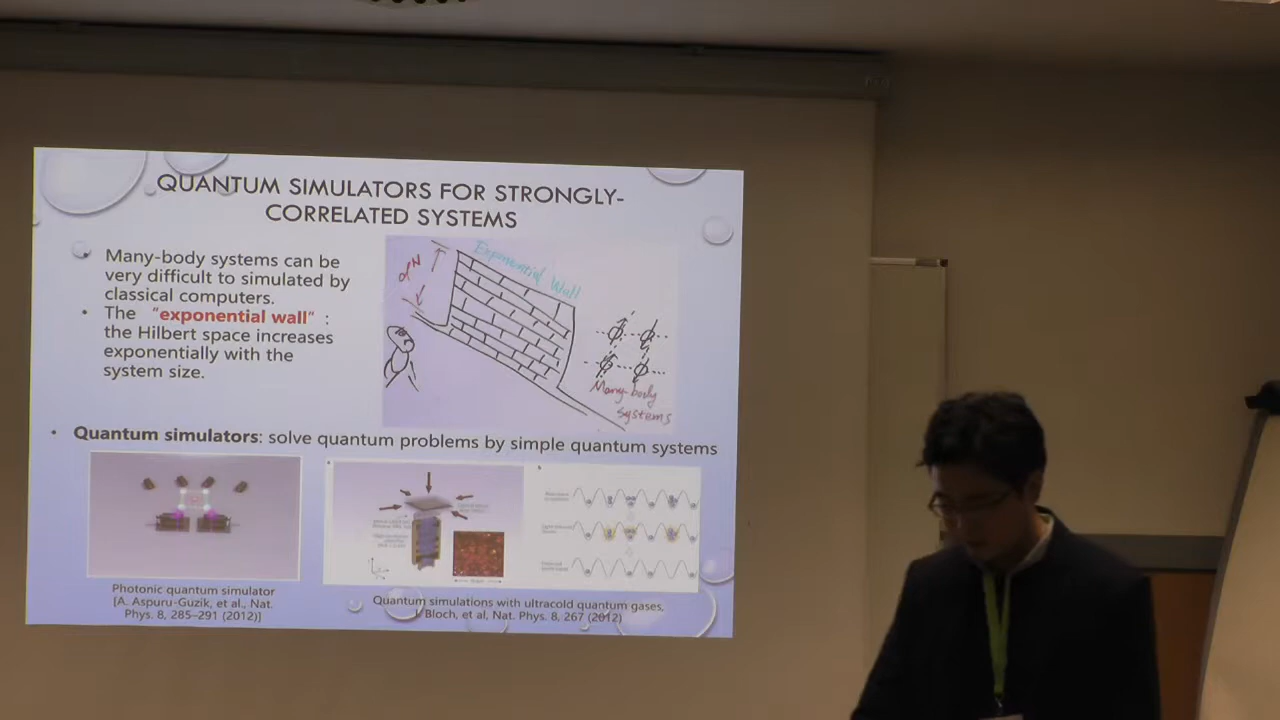 QUANTUM SIMULATORS FOR STRONGLY-
CORRELATED SYSTEMS
Many-body systems can be
very difficult to simulated by
classical computers.
• The "exponential wall" :
the Hilbert space increases
exponentially with the
system size.
Exponential Wall
d^N
Many-body
systems
• Quantum simulators: solve quantum problems by simple quantum systems
Photonic quantum simulator
[A. Aspuru-Guzik, et al., Nat.
Phys. 8, 285–291 (2012)]
Quantum simulations with ultracold quantum gases,
I. Bloch, et al, Nat. Phys. 8, 267 (2012)